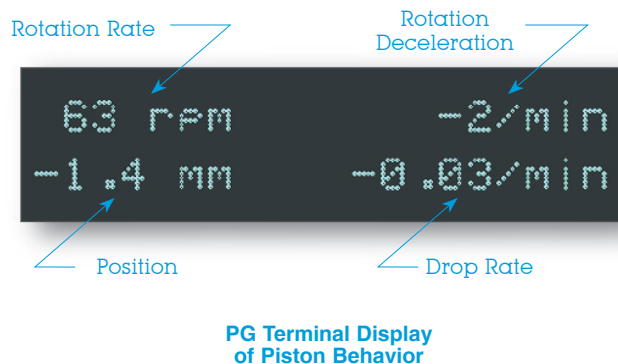 Rotation Rate
Rotation
Deceleration
63 rpm -2/min
-1.4 mm -0.03/min
Position
Drop Rate
PG Terminal Display
of Piston Behavior